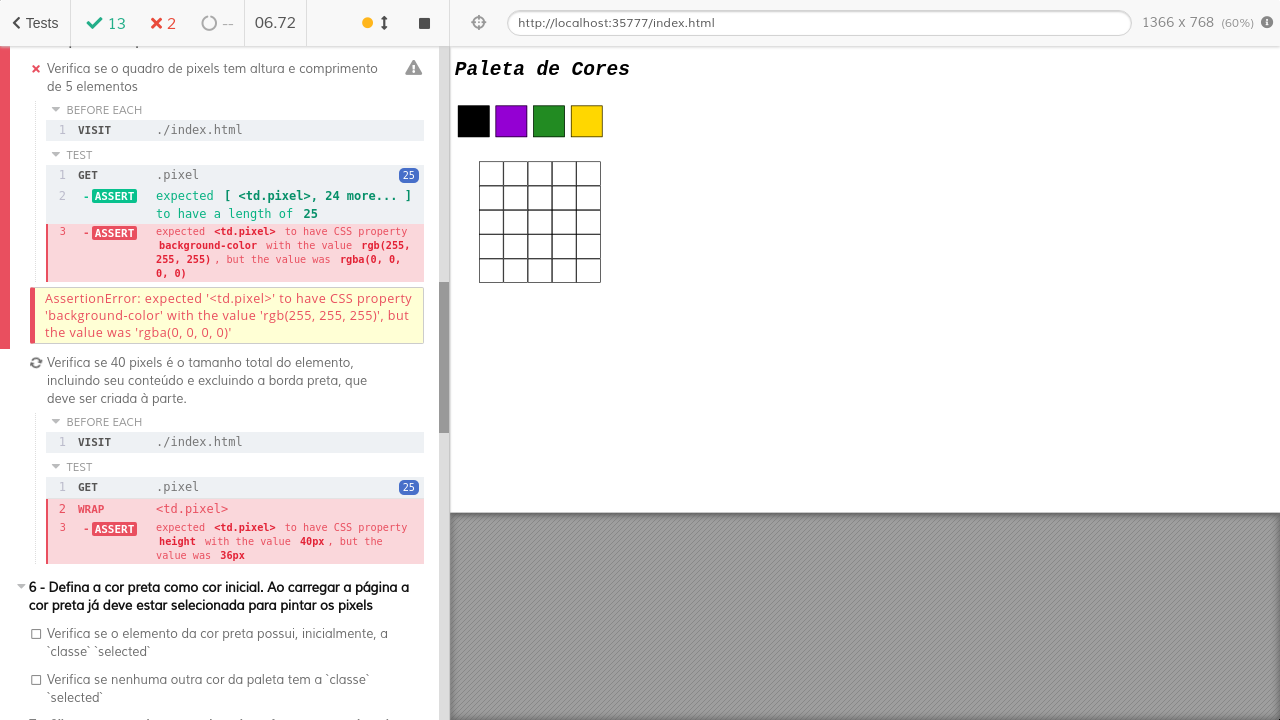 Tests
13
2
--
06.72
http://localhost:35777/index.html
1366 x 768 (60%)
Verifica se o quadro de pixels tem altura e comprimento
de 5 elementos
BEFORE EACH
1 VISIT ./index.html
TEST
1 GET .pixel 25
2 -ASSERT expected [ <td.pixel>, 24 more... ]
to have a length of 25
3 -ASSERT expected <td.pixel> to have CSS property
background-color with the value rgb(255,
255, 255), but the value was rgba(0, 0,
0, 0)
AssertionError: expected '<td.pixel>' to have CSS property
'background-color' with the value 'rgb(255, 255, 255)', but
the value was 'rgba(0, 0, 0, 0)'
Verifica se 40 pixels é o tamanho total do elemento,
incluindo seu conteúdo e excluindo a borda preta, que
deve ser criada à parte.
BEFORE EACH
1 VISIT ./index.html
TEST
1 GET .pixel 25
2 WRAP <td.pixel>
3 -ASSERT expected <td.pixel> to have CSS property
height with the value 40px, but the
value was 36px
6 - Defina a cor preta como cor inicial. Ao carregar a página a
cor preta já deve estar selecionada para pintar os pixels
Verifica se o elemento da cor preta possui, inicialmente, a
`classe` `selected`
Verifica se nenhuma outra cor da paleta tem a `classe`
`selected`
Paleta de Cores